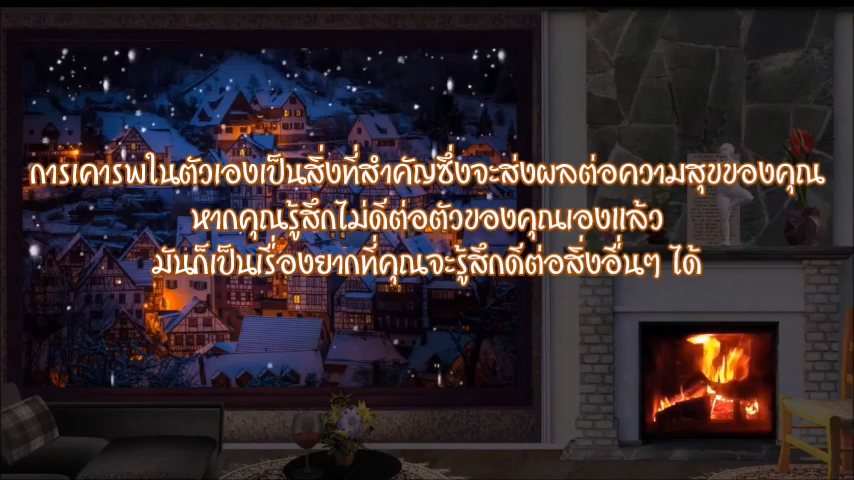 การเคารพในตัวเองเป็นสิ่งที่สำคัญซึ่งจะส่งผลต่อความสุขของคุณ
หากคุณรู้สึกไม่ดีต่อตัวของคุณเองแล้ว
มันก็เป็นเรื่องยากที่คุณจะรู้สึกดีต่อสิ่งอื่นๆ ได้